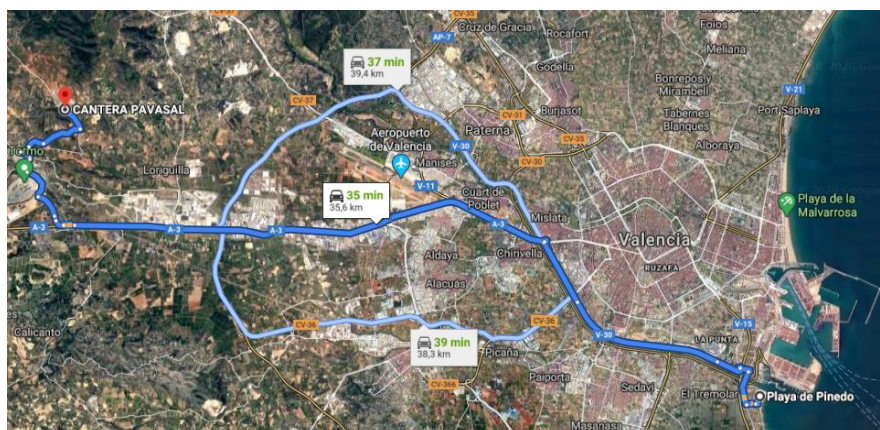 CV-37
CV-35
Cruz de Gracia
AP-7
Rocafort
Foios
Meliana
37 min
39,4 km
Godella
Bonrepòs y
Mirambell
V-21
CV-37
CANTERA PAVASAL
CV-31
Burjasot
Tabernes
Blanques
Port Saplaya
Paterna
CV-35
Aeropuerto
de Valencia
V-30
Alboraya
CV-30
Manises
Loriguilla
V-11
Cuart de
Poblet
35 min
35,6 km
Mislata
Playa de la
Malvarrosa
A-3
A-3
A-3
A-3
Chirivella
Valencia
Aldaya
RUZAFA
Alacuás
Calicanto
CV-36
CV-36
V-15
39 min
38,3 km
Picaña
V-30
LA PUNTA
CV-366
Paiporta
Sedaví
El Tremolar
Playa de Pinedo